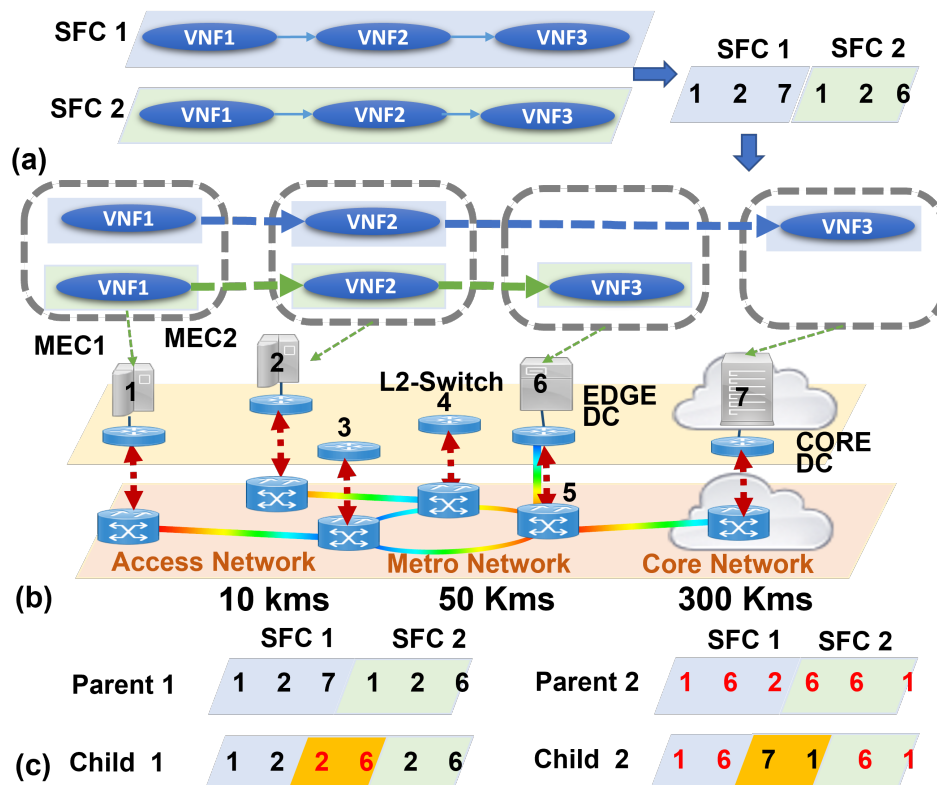 SFC 1 VNF1 VNF2 VNF3
SFC 2 VNF1 VNF2 VNF3
SFC 1 SFC 2
1 2 7 1 2 6
(a)
VNF1 VNF2 VNF3
VNF1 VNF2 VNF3
MEC1 MEC2
1 2 L2-Switch 6 EDGE DC 7
3 4 CORE DC
5
Access Network Metro Network Core Network
(b) 10 kms 50 Kms 300 Kms
SFC 1 SFC 2 SFC 1 SFC 2
Parent 1 1 2 7 1 2 6 Parent 2 1 6 2 6 6 1
(c) Child 1 1 2 2 6 2 6 Child 2 1 6 7 1 6 1